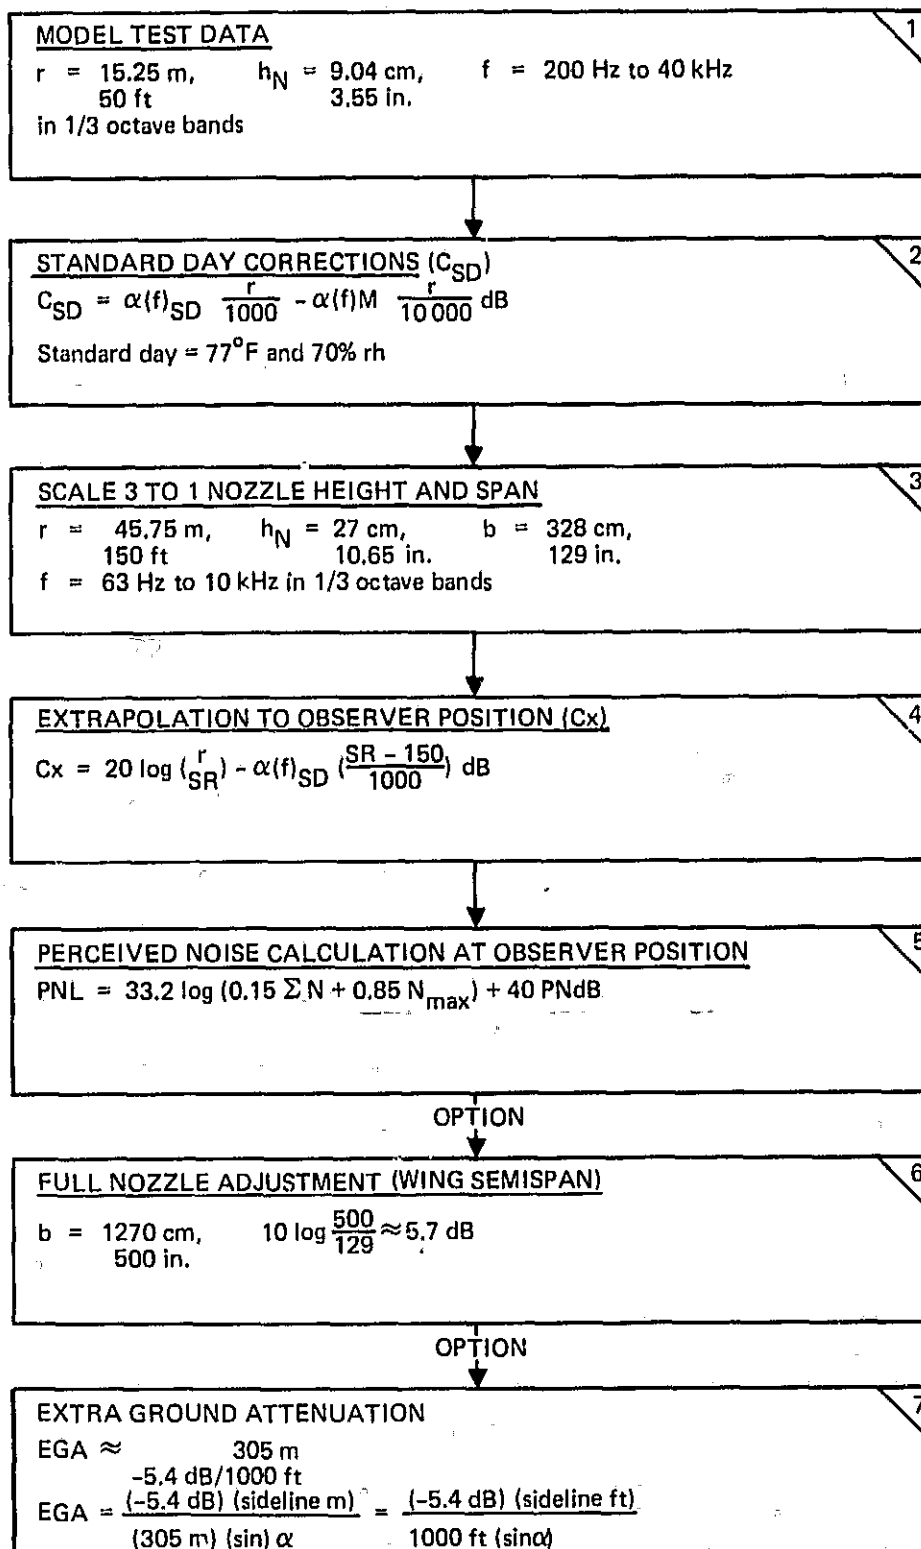 1
MODEL TEST DATA
r = 15.25 m, h_N = 9.04 cm, f = 200 Hz to 40 kHz
50 ft 3.55 in.
in 1/3 octave bands
2
STANDARD DAY CORRECTIONS (C_SD)
C_SD = α(f)_SD r/1000 - α(f)M r/10 000 dB
Standard day = 77°F and 70% rh
3
SCALE 3 TO 1 NOZZLE HEIGHT AND SPAN
r = 45.75 m, h_N = 27 cm, b = 328 cm,
150 ft 10.65 in. 129 in.
f = 63 Hz to 10 kHz in 1/3 octave bands
4
EXTRAPOLATION TO OBSERVER POSITION (Cx)
Cx = 20 log (r/SR) - α(f)_SD (SR - 150/1000) dB
5
PERCEIVED NOISE CALCULATION AT OBSERVER POSITION
PNL = 33.2 log (0.15 Σ N + 0.85 N_max) + 40 PNdB
OPTION
6
FULL NOZZLE ADJUSTMENT (WING SEMISPAN)
b = 1270 cm, 10 log 500/129 ≈ 5.7 dB
500 in.
OPTION
7
EXTRA GROUND ATTENUATION
EGA ≈ 305 m
-5.4 dB/1000 ft
EGA = (-5.4 dB) (sideline m)/(305 m) (sin) α = (-5.4 dB) (sideline ft)/1000 ft (sinα)